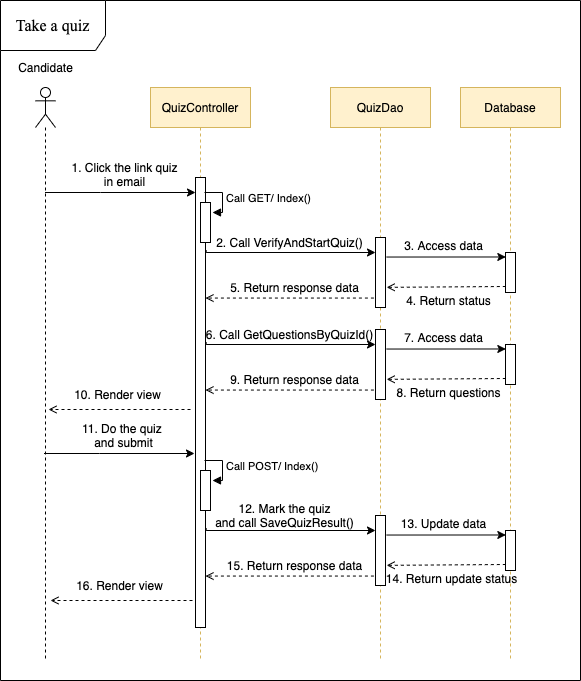 Take a quiz
Candidate
QuizController
QuizDao
Database
1. Click the link quiz
in email
Call GET/ Index()
2. Call VerifyAndStartQuiz()
3. Access data
4. Return status
5. Return response data
6. Call GetQuestionsByQuizId()
7. Access data
8. Return questions
9. Return response data
10. Render view
11. Do the quiz
and submit
Call POST/ Index()
12. Mark the quiz
and call SaveQuizResult()
13. Update data
14. Return update status
15. Return response data
16. Render view